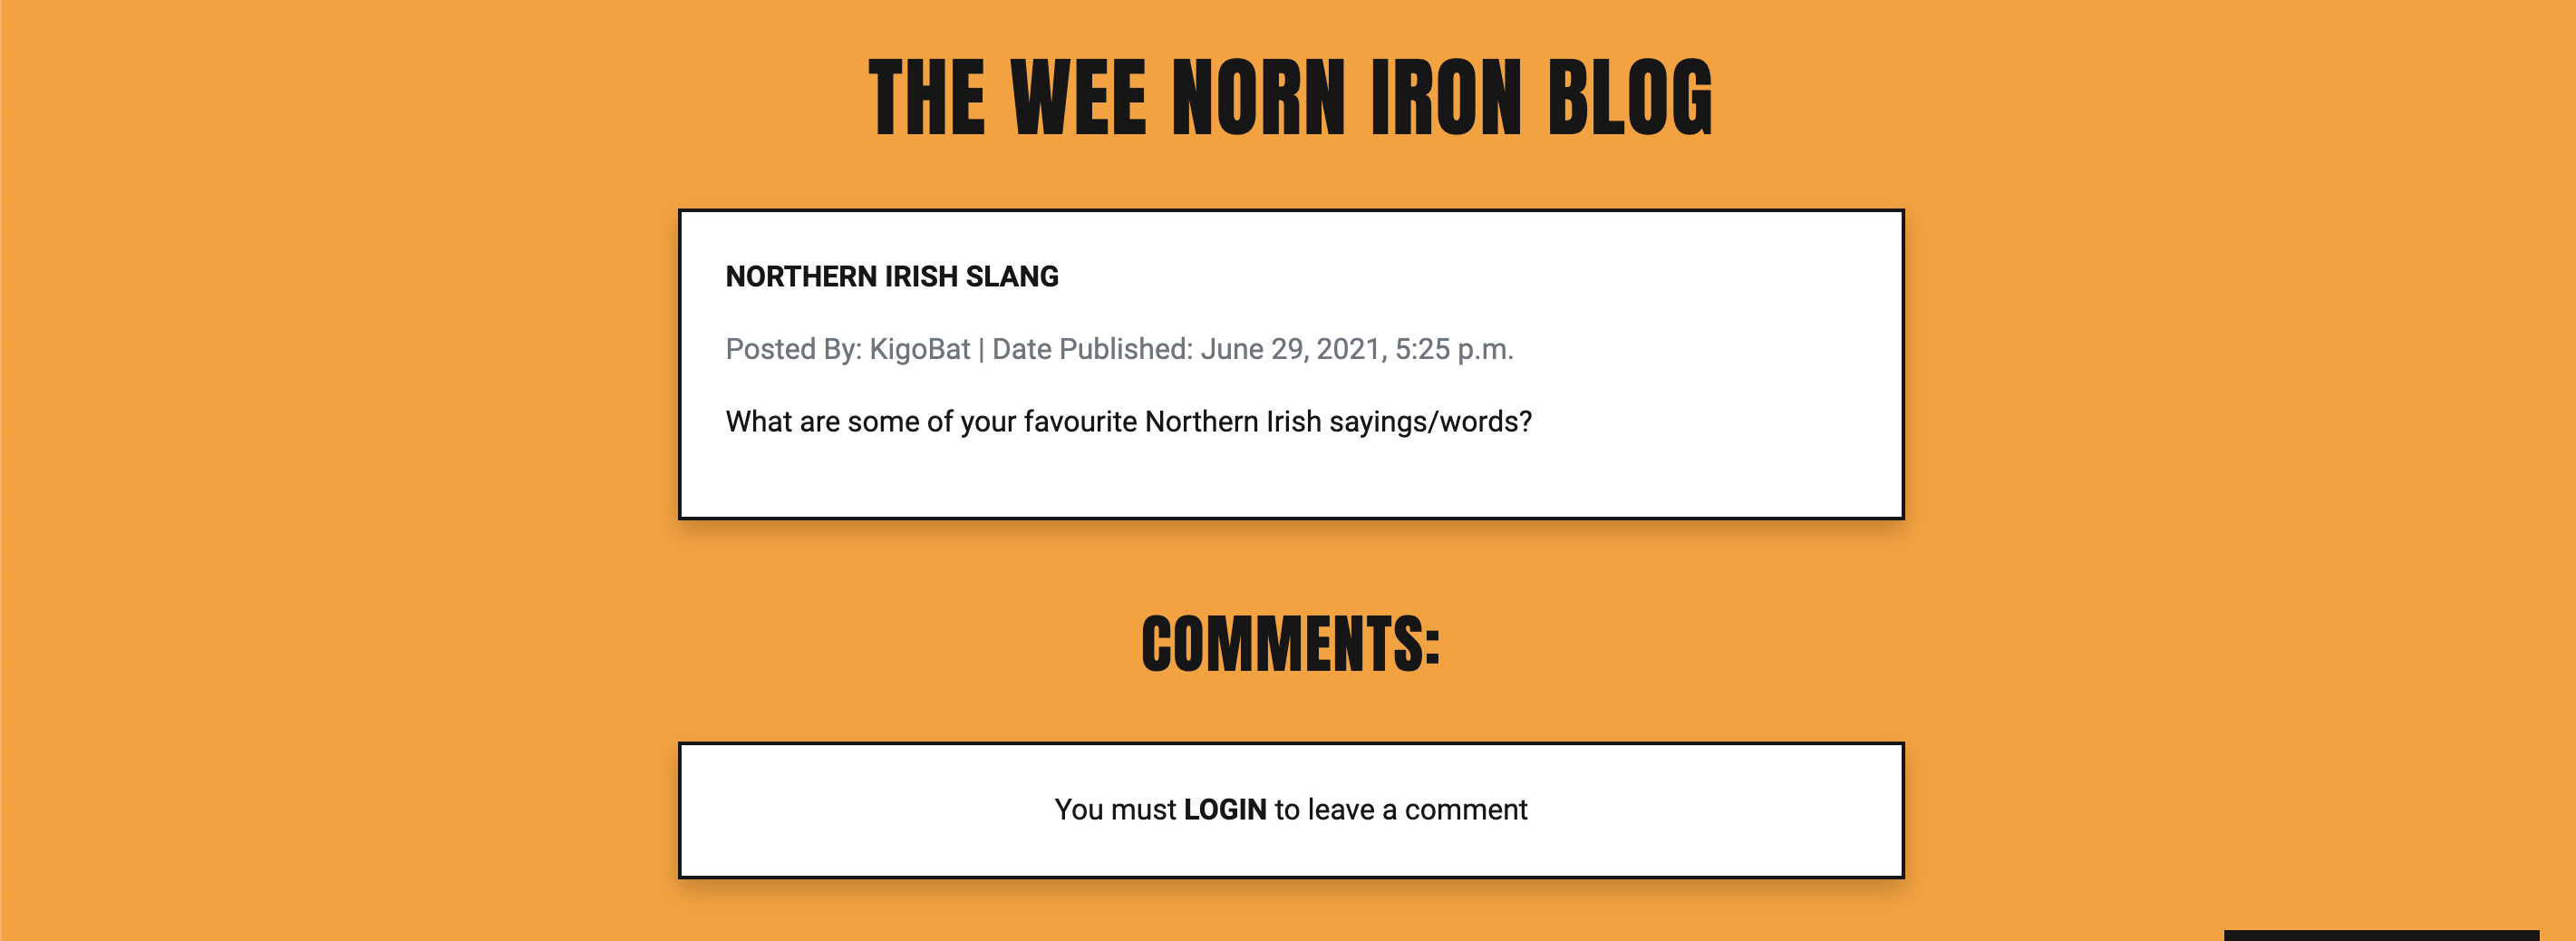 THE WEE NORN IRON BLOG
NORTHERN IRISH SLANG
Posted By: KigoBat | Date Published: June 29, 2021, 5:25 p.m.
What are some of your favourite Northern Irish sayings/words?
COMMENTS:
You must LOGIN to leave a comment